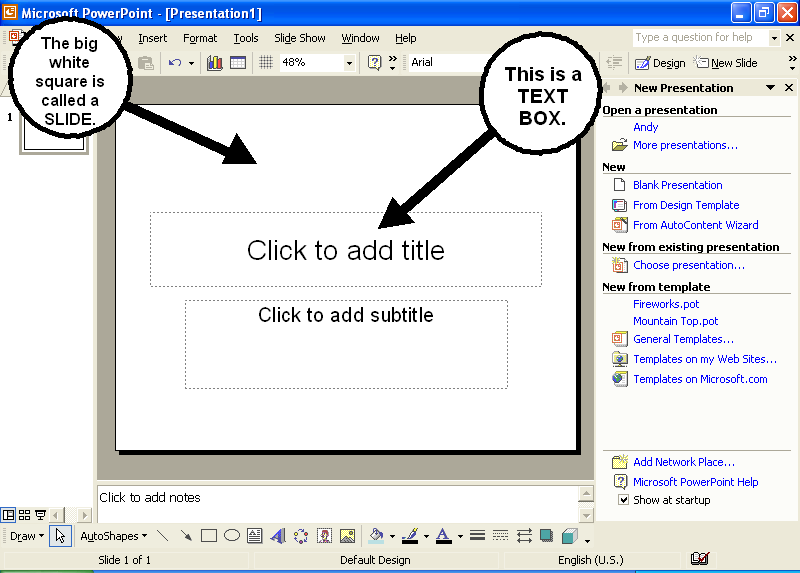 Microsoft PowerPoint - [Presentation1]
Insert Format Tools Slide Show Window Help
Type a question for help
48%
Arial
Design
New Slide
The big
white
square is
called a
SLIDE.
This is a
TEXT
BOX.
1
Click to add title
Click to add subtitle
Click to add notes
New Presentation
Open a presentation
Andy
More presentations...
New
Blank Presentation
From Design Template
From AutoContent Wizard
New from existing presentation
Choose presentation...
New from template
Fireworks.pot
Mountain Top.pot
General Templates...
Templates on my Web Sites...
Templates on Microsoft.com
Add Network Place...
Microsoft PowerPoint Help
Show at startup
Draw
AutoShapes
Slide 1 of 1
Default Design
English (U.S.)